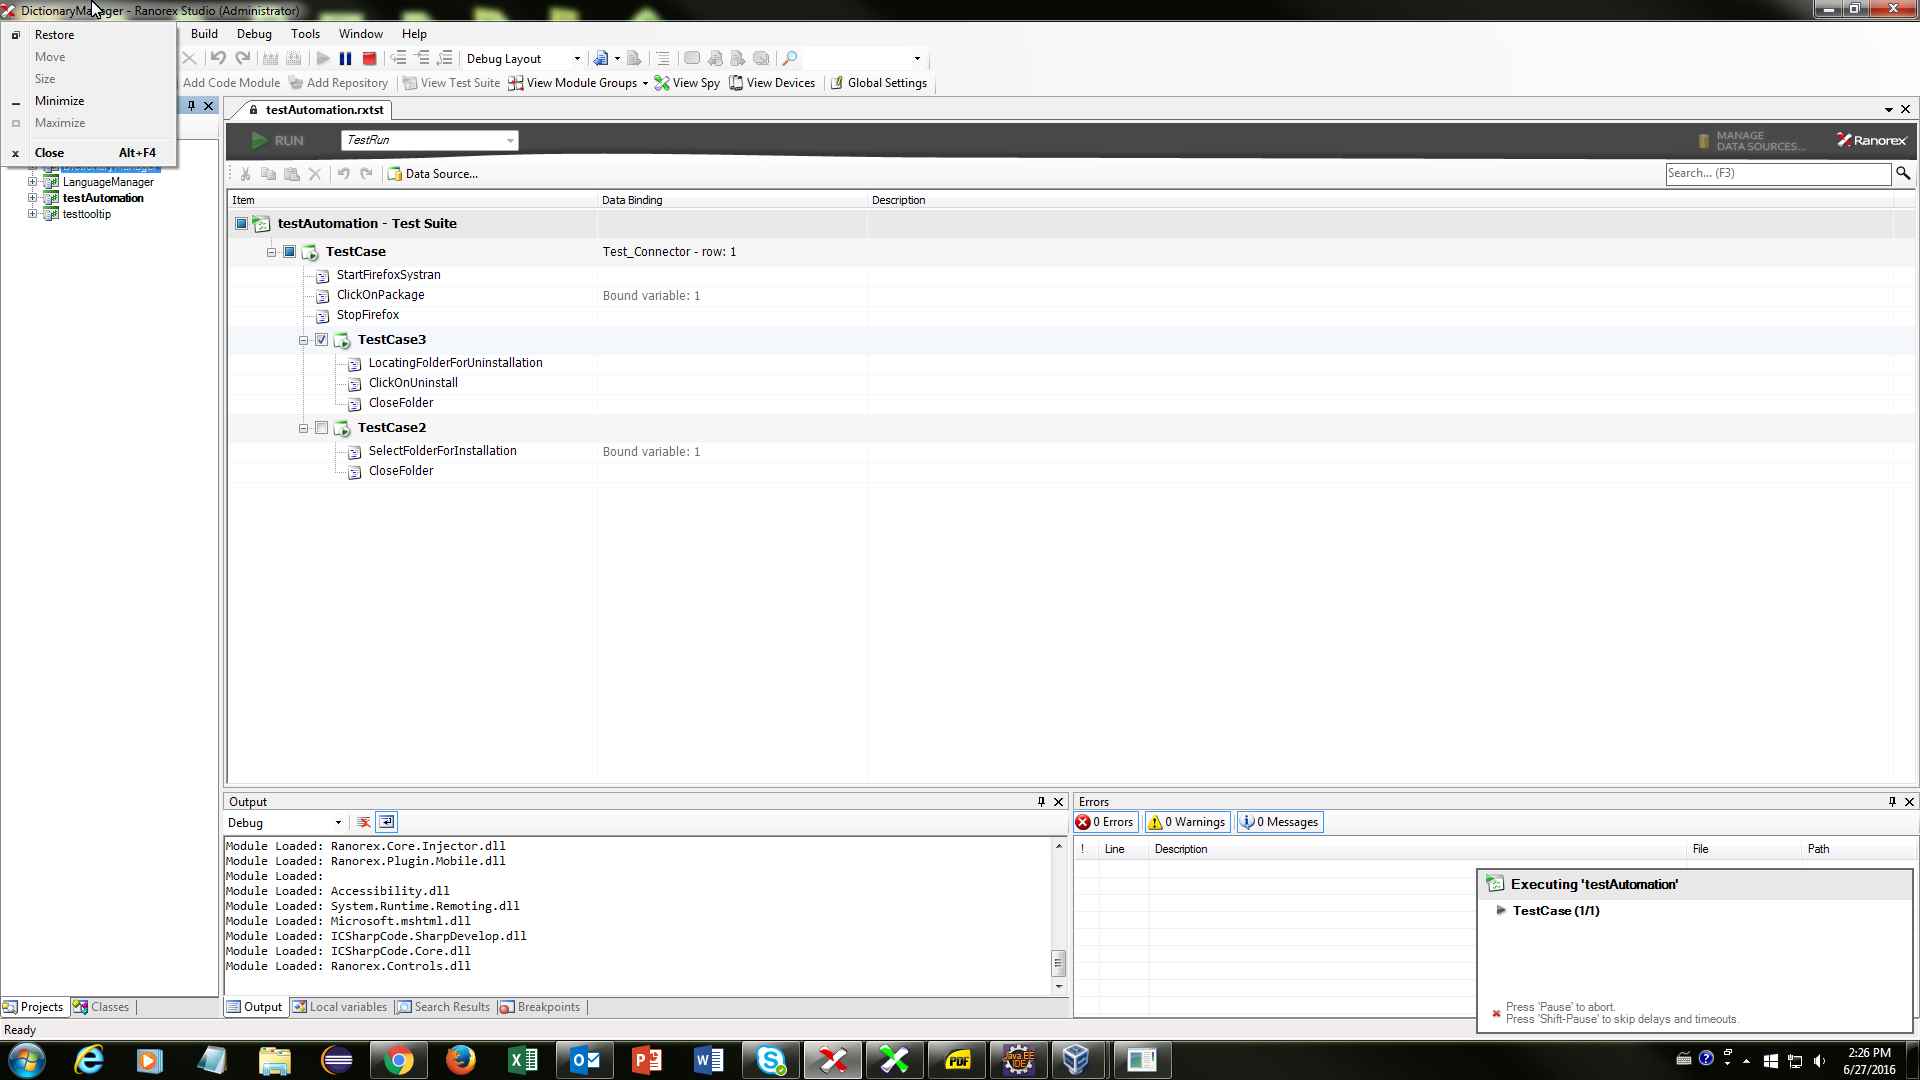 DictionaryManager - Ranorex Studio (Administrator)
Restore
Move
Size
Minimize
Maximize
x Close Alt+F4
Build Debug Tools Window Help
Debug Layout
Add Code Module Add Repository View Test Suite View Module Groups View Spy View Devices Global Settings
testAutomation.rxtst
RUN TestRun MANAGE
DATA SOURCES... Ranorex
Data Source... Search... (F3)
DictionaryManager
LanguageManager
testAutomation
testtooltip
Item Data Binding Description
testAutomation - Test Suite
TestCase Test_Connector - row: 1
StartFirefoxSystran
ClickOnPackage Bound variable: 1
StopFirefox
TestCase3
LocatingFolderForUninstallation
ClickOnUninstall
CloseFolder
TestCase2
SelectFolderForInstallation Bound variable: 1
CloseFolder
Output
Debug
Module Loaded: Ranorex.Core.Injector.dll
Module Loaded: Ranorex.Plugin.Mobile.dll
Module Loaded:
Module Loaded: Accessibility.dll
Module Loaded: System.Runtime.Remoting.dll
Module Loaded: Microsoft.mshtml.dll
Module Loaded: ICSharpCode.SharpDevelop.dll
Module Loaded: ICSharpCode.Core.dll
Module Loaded: Ranorex.Controls.dll
Errors
0 Errors 0 Warnings 0 Messages
! Line Description File Path
Executing 'testAutomation'
TestCase (1/1)
Press 'Pause' to abort.
Press 'Shift-Pause' to skip delays and timeouts.
Projects Classes
Output Local variables Search Results Breakpoints
Ready
PDF
Java EE
IDE
2:26 PM
6/27/2016